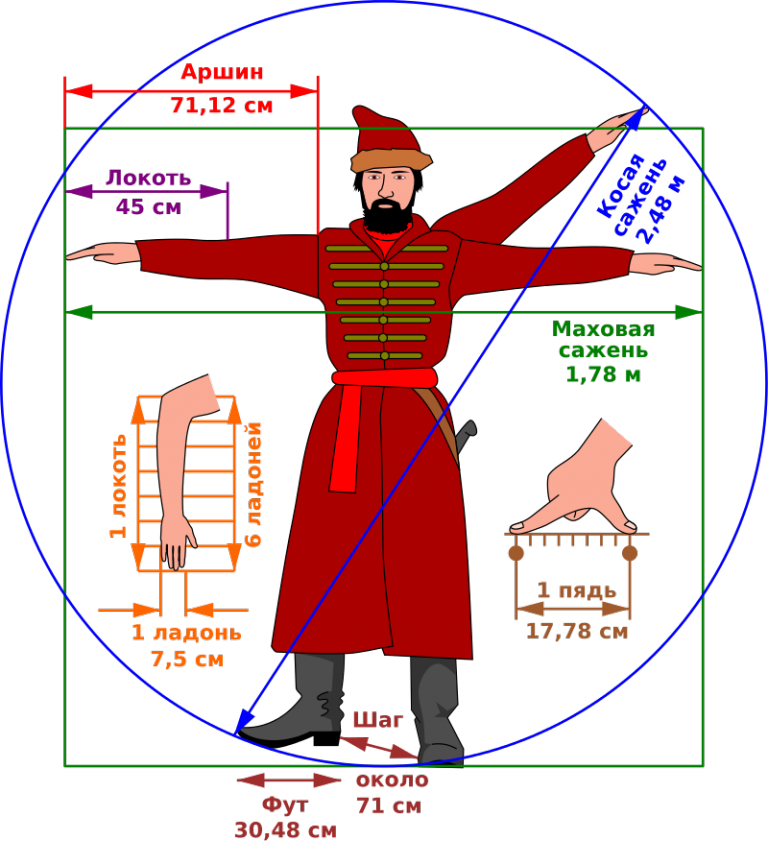 Аршин
71,12 см
Локоть
45 см
Косая
сажень
2,48 м
Маховая
сажень
1,78 м
1 локоть
6 ладоней
1 ладонь
7,5 см
1 пядь
17,78 см
Шаг
около
71 см
Фут
30,48 см